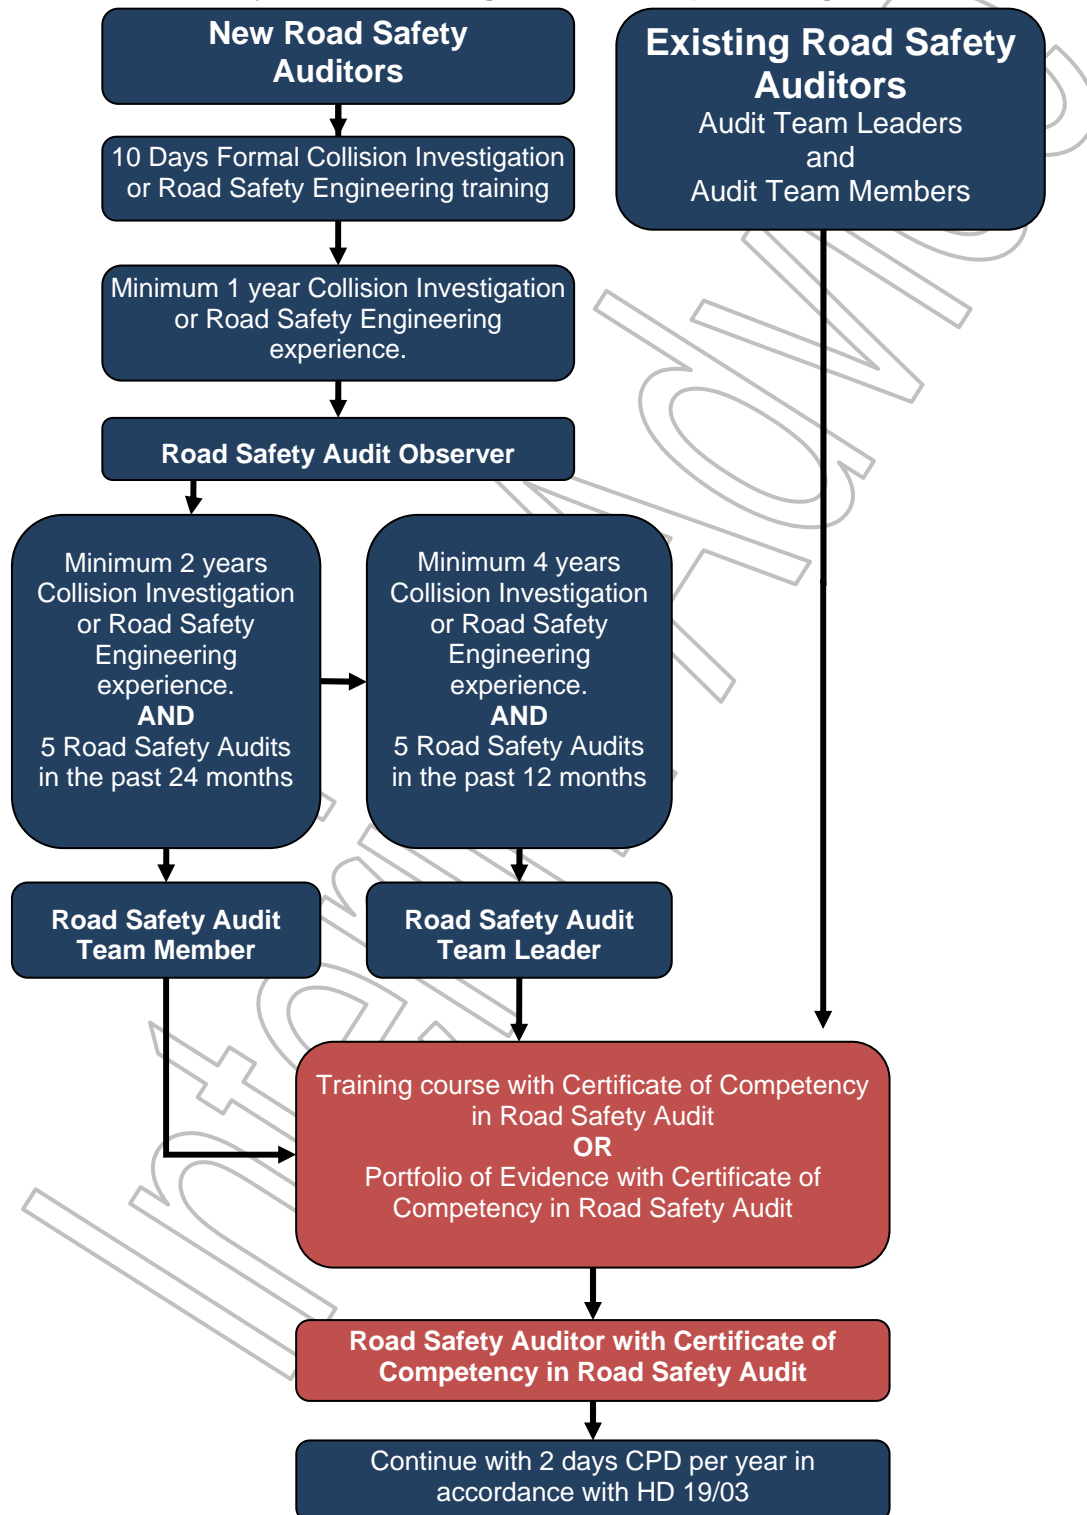 New Road Safety
Auditors
Existing Road Safety
Auditors
Audit Team Leaders
and
Audit Team Members
10 Days Formal Collision Investigation
or Road Safety Engineering training
Minimum 1 year Collision Investigation
or Road Safety Engineering
experience.
Road Safety Audit Observer
Minimum 2 years
Collision Investigation
or Road Safety
Engineering
experience.
AND
5 Road Safety Audits
in the past 24 months
Minimum 4 years
Collision Investigation
or Road Safety
Engineering
experience.
AND
5 Road Safety Audits
in the past 12 months
Road Safety Audit
Team Member
Road Safety Audit
Team Leader
Training course with Certificate of Competency
in Road Safety Audit
OR
Portfolio of Evidence with Certificate of
Competency in Road Safety Audit
Road Safety Auditor with Certificate of
Competency in Road Safety Audit
Continue with 2 days CPD per year in
accordance with HD 19/03